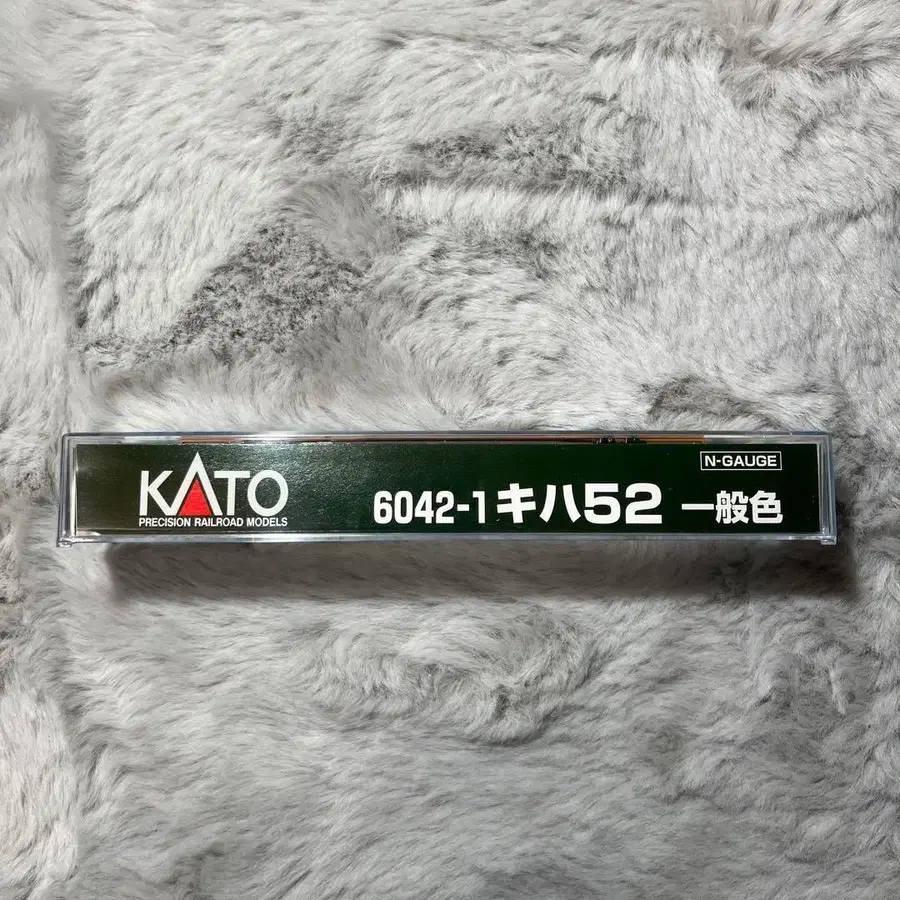 KATO
PRECISION RAILROAD MODELS
N-GAUGE
6042-1 キハ52 一般色